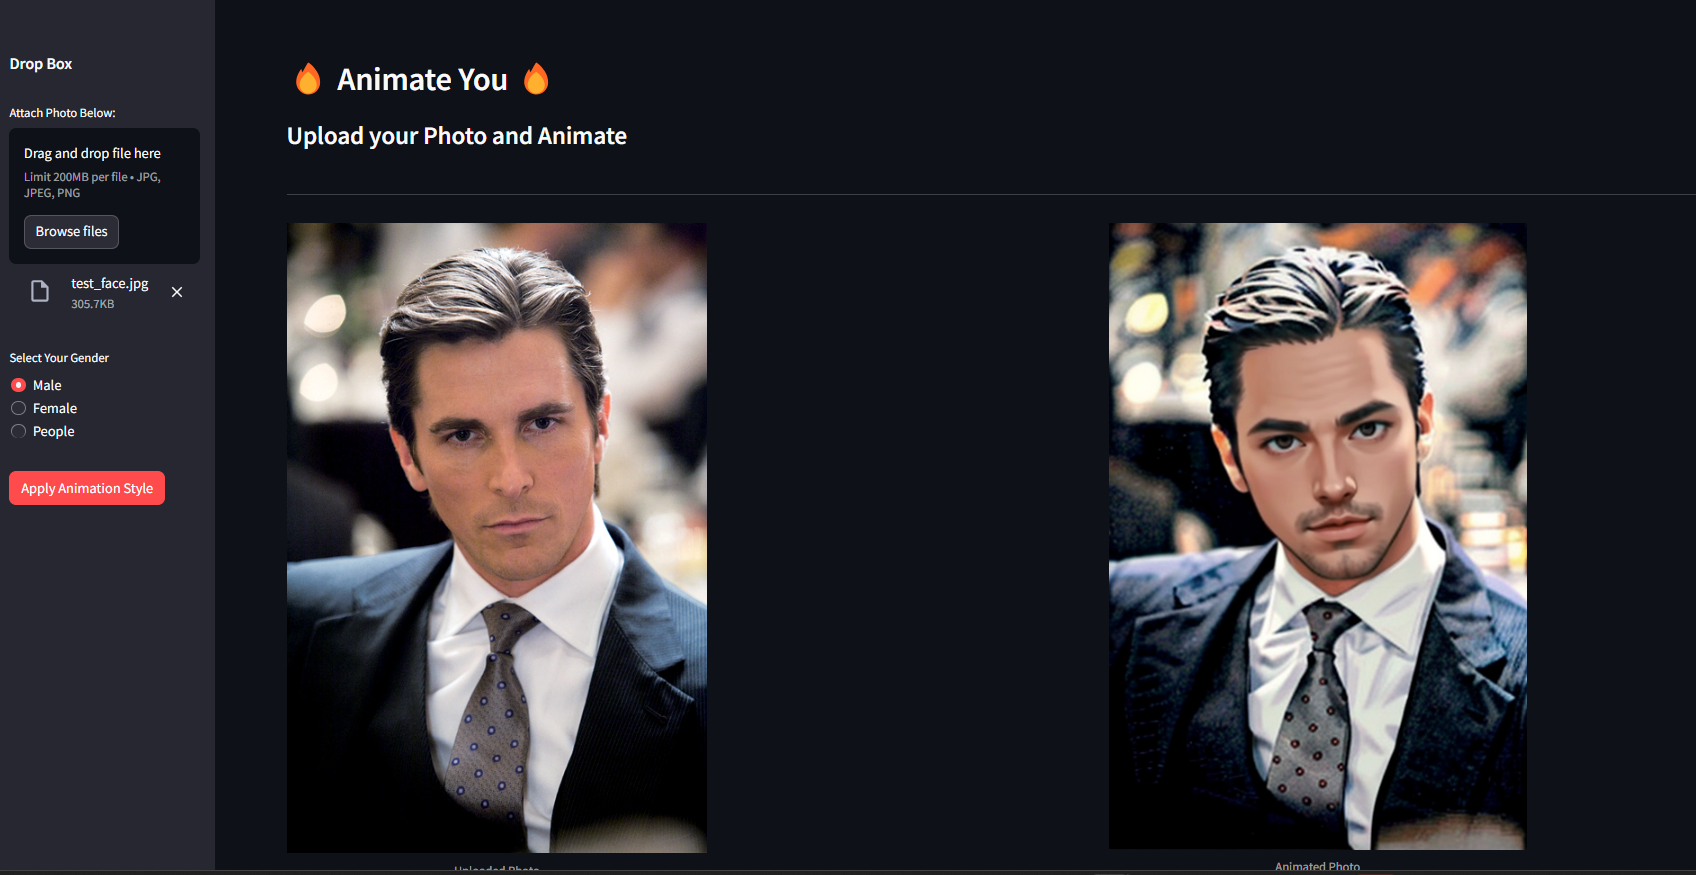 Drop Box
Attach Photo Below:
Drag and drop file here
Limit 200MB per file • JPG,
JPEG, PNG
Browse files
test_face.jpg
305.7KB
Select Your Gender
Male
Female
People
Apply Animation Style
🔥 Animate You 🔥
Upload your Photo and Animate
Uploaded Photo
Animated Photo